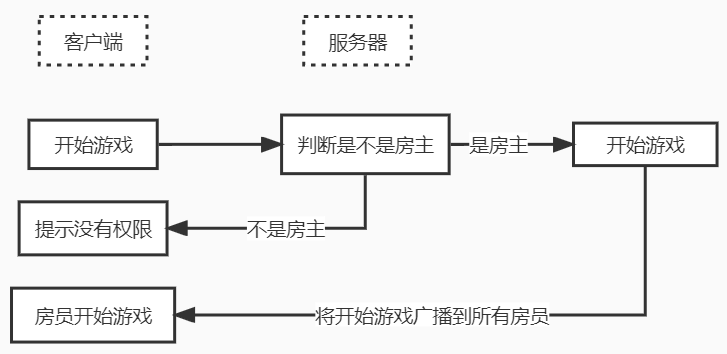 客户端
服务器
开始游戏
判断是不是房主
是房主
开始游戏
提示没有权限
不是房主
房员开始游戏
将开始游戏广播到所有房员